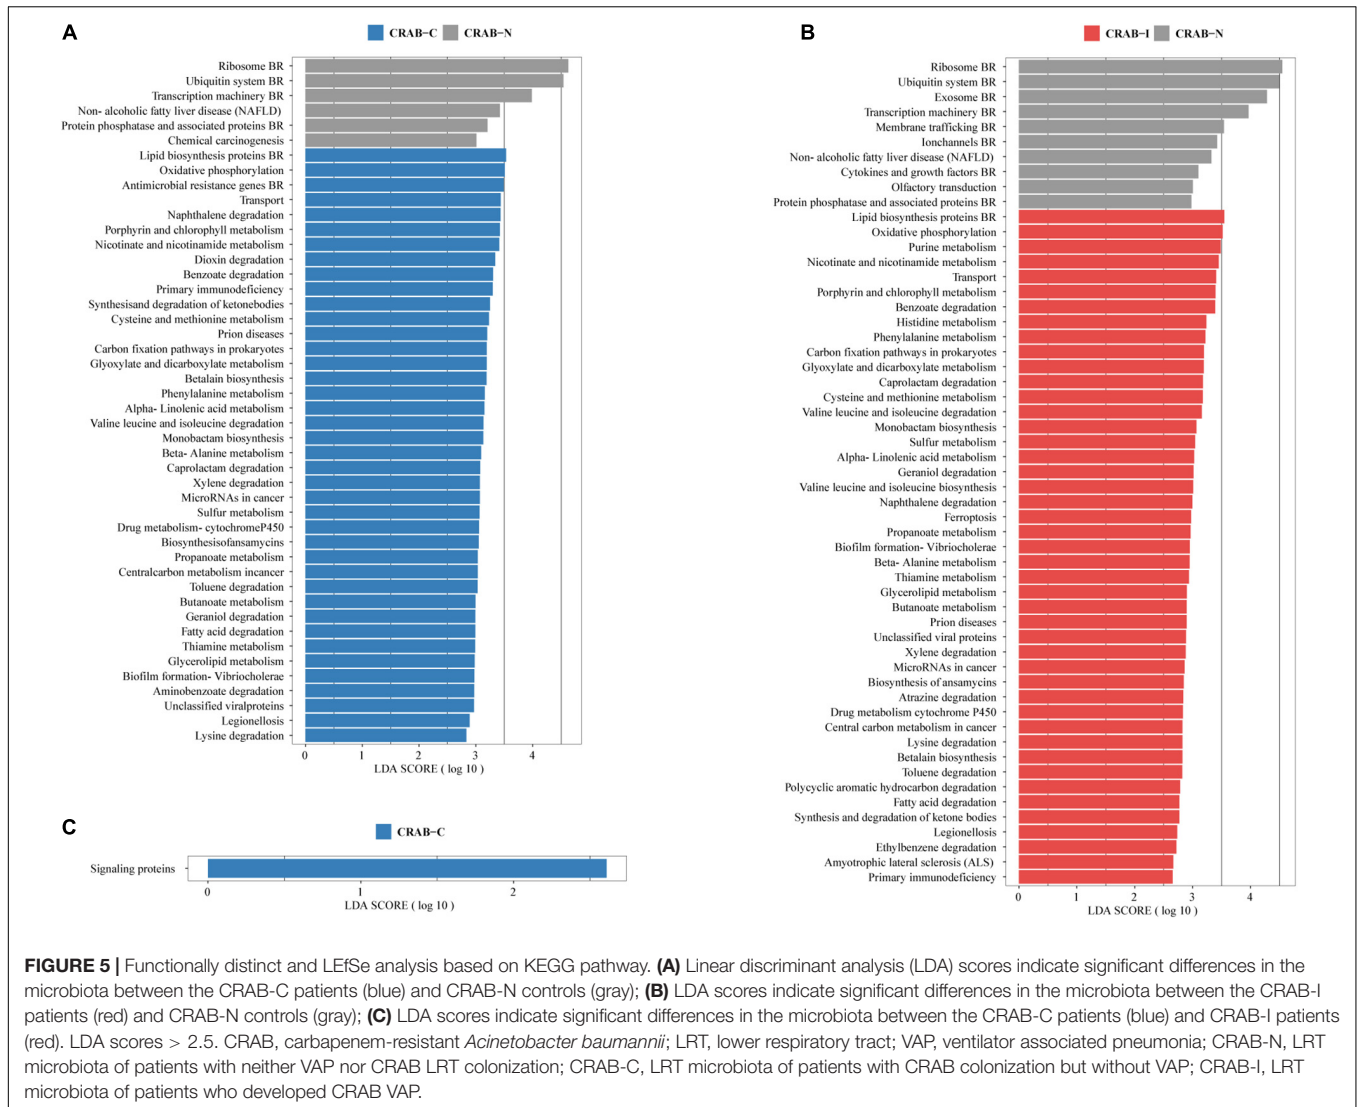 A
CRAB-C CRAB-N
Ribosome BR
Ubiquitin system BR
Transcription machinery BR
Non- alcoholic fatty liver disease (NAFLD)
Protein phosphatase and associated proteins BR
Chemical carcinogenesis
Lipid biosynthesis proteins BR
Oxidative phosphorylation
Antimicrobial resistance genes BR
Transport
Naphthalene degradation
Porphyrin and chlorophyll metabolism
Nicotinate and nicotinamide metabolism
Dioxin degradation
Benzoate degradation
Primary immunodeficiency
Synthesisand degradation of ketonebodies
Cysteine and methionine metabolism
Prion diseases
Carbon fixation pathways in prokaryotes
Glyoxylate and dicarboxylate metabolism
Betalain biosynthesis
Phenylalanine metabolism
Alpha- Linolenic acid metabolism
Valine leucine and isoleucine degradation
Monobactam biosynthesis
Beta- Alanine metabolism
Caprolactam degradation
Xylene degradation
MicroRNAs in cancer
Sulfur metabolism
Drug metabolism- cytochromeP450
Biosynthesisofansamycins
Propanoate metabolism
Centralcarbon metabolism incancer
Toluene degradation
Butanoate metabolism
Geraniol degradation
Fatty acid degradation
Thiamine metabolism
Glycerolipid metabolism
Biofilm formation- Vibriocholerae
Aminobenzoate degradation
Unclassified viralproteins
Legionellosis
Lysine degradation
0 1 2 3 4
LDA SCORE ( log 10 )
B
CRAB-I CRAB-N
Ribosome BR
Ubiquitin system BR
Exosome BR
Transcription machinery BR
Membrane trafficking BR
Ionchannels BR
Non- alcoholic fatty liver disease (NAFLD)
Cytokines and growth factors BR
Olfactory transduction
Protein phosphatase and associated proteins BR
Lipid biosynthesis proteins BR
Oxidative phosphorylation
Purine metabolism
Nicotinate and nicotinamide metabolism
Transport
Porphyrin and chlorophyll metabolism
Benzoate degradation
Histidine metabolism
Phenylalanine metabolism
Carbon fixation pathways in prokaryotes
Glyoxylate and dicarboxylate metabolism
Caprolactam degradation
Cysteine and methionine metabolism
Valine leucine and isoleucine degradation
Monobactam biosynthesis
Sulfur metabolism
Alpha- Linolenic acid metabolism
Geraniol degradation
Valine leucine and isoleucine biosynthesis
Naphthalene degradation
Ferroptosis
Propanoate metabolism
Biofilm formation- Vibriocholerae
Beta- Alanine metabolism
Thiamine metabolism
Glycerolipid metabolism
Butanoate metabolism
Prion diseases
Unclassified viral proteins
Xylene degradation
MicroRNAs in cancer
Biosynthesis of ansamycins
Atrazine degradation
Drug metabolism cytochrome P450
Central carbon metabolism in cancer
Lysine degradation
Betalain biosynthesis
Toluene degradation
Polycyclic aromatic hydrocarbon degradation
Fatty acid degradation
Synthesis and degradation of ketone bodies
Legionellosis
Ethylbenzene degradation
Amyotrophic lateral sclerosis (ALS)
Primary immunodeficiency
0 1 2 3 4
LDA SCORE ( log 10 )
C
CRAB-C
Signaling proteins
0 1 2
LDA SCORE ( log 10 )
FIGURE 5 | Functionally distinct and LEfSe analysis based on KEGG pathway. (A) Linear discriminant analysis (LDA) scores indicate significant differences in the
microbiota between the CRAB-C patients (blue) and CRAB-N controls (gray); (B) LDA scores indicate significant differences in the microbiota between the CRAB-I
patients (red) and CRAB-N controls (gray); (C) LDA scores indicate significant differences in the microbiota between the CRAB-C patients (blue) and CRAB-I patients
(red). LDA scores > 2.5. CRAB, carbapenem-resistant Acinetobacter baumannii; LRT, lower respiratory tract; VAP, ventilator associated pneumonia; CRAB-N, LRT
microbiota of patients with neither VAP nor CRAB LRT colonization; CRAB-C, LRT microbiota of patients with CRAB colonization but without VAP; CRAB-I, LRT
microbiota of patients who developed CRAB VAP.